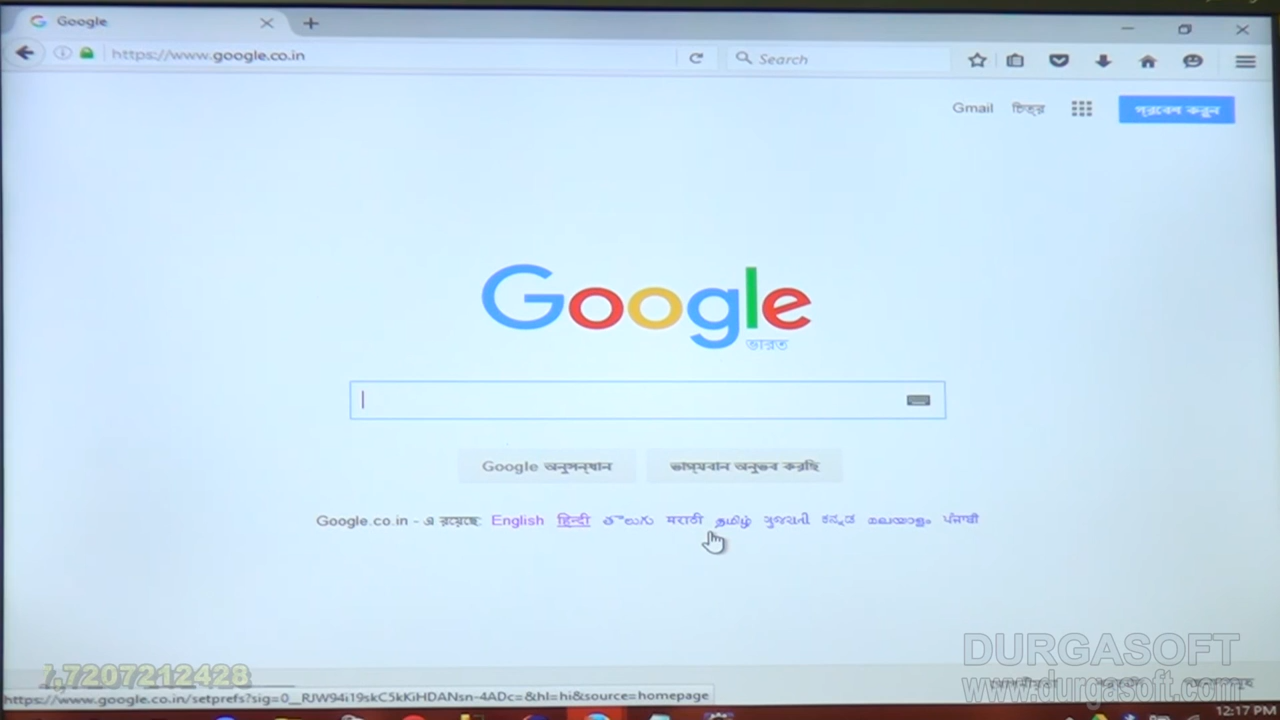 Google
https://www.google.co.in
Search
Gmail চিত্র
প্রবেশ করুন
Google
ভারত
Google অনুসন্ধান ভাগ্যবান অনুভব করছি
Google.co.in - এ রয়েছে: English हिन्दी తెలుగు मराठी தமிழ் ગુજરાતી ಕನ್ನಡ മലയാളം ਪੰਜਾਬੀ
DURGASOFT
7207212428
www.durgasoft.com
https://www.google.co.in/setprefs?sig=0__RJW94i19skC5kKiHDANsn-4ADc=&hl=hi&source=homepage
12:17 PM